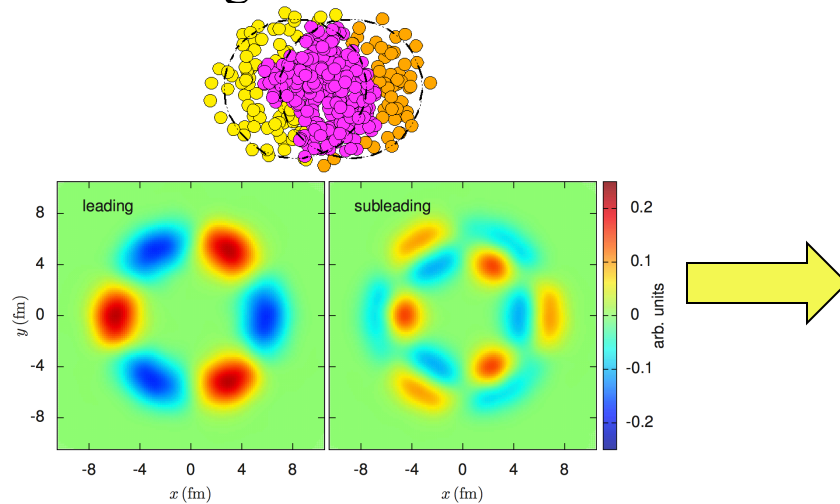 leading
subleading
8
4
0
-4
-8
y (fm)
-8 -4 0 4 8
-8 -4 0 4 8
x (fm)
x (fm)
0.2
0.1
0
-0.1
-0.2
arb. units